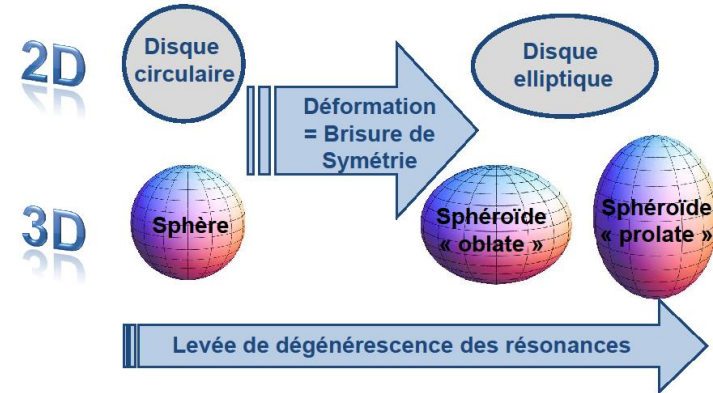 2D
Disque
circulaire
Déformation
= Brisure de
Symétrie
Disque
elliptique
3D
Sphère
Sphéroïde
« oblate »
Sphéroïde
« prolate »
Levée de dégénérescence des résonances